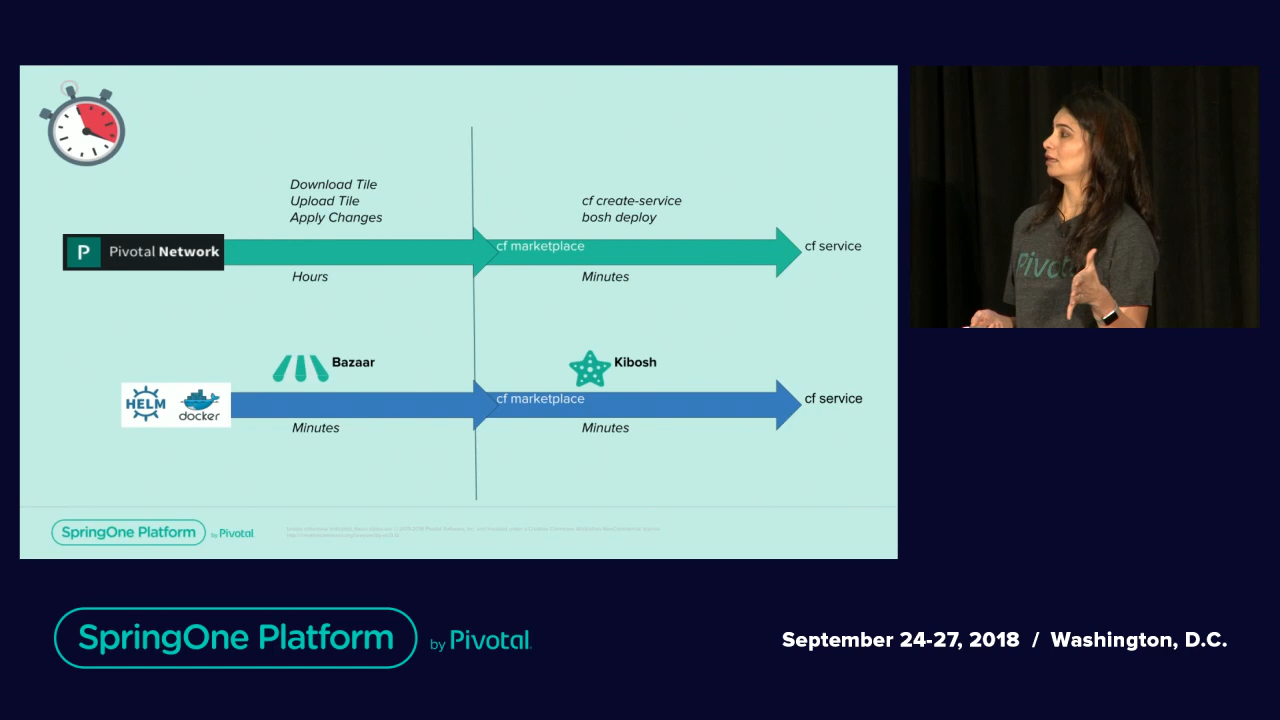 Download Tile
Upload Tile
Apply Changes
cf create-service
bosh deploy
P Pivotal Network
cf marketplace
cf service
Hours
Minutes
Bazaar
Kibosh
HELM
docker
cf marketplace
cf service
Minutes
Minutes
SpringOne Platform by Pivotal
SpringOne Platform by Pivotal
September 24-27, 2018 / Washington, D.C.